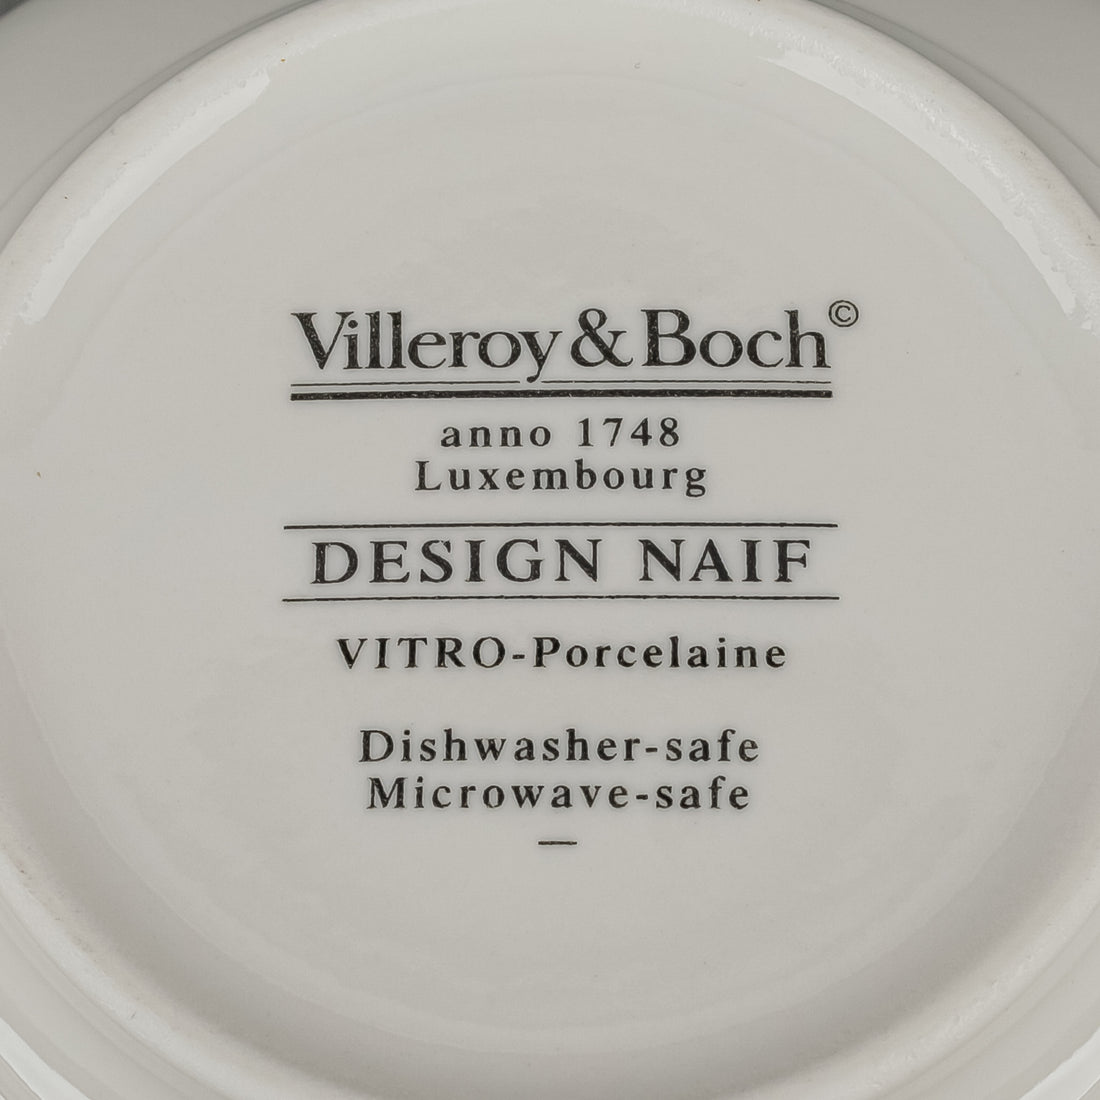 Villeroy & Boch©
anno 1748
Luxembourg
DESIGN NAIF
VITRO-Porcelaine
Dishwasher-safe
Microwave-safe